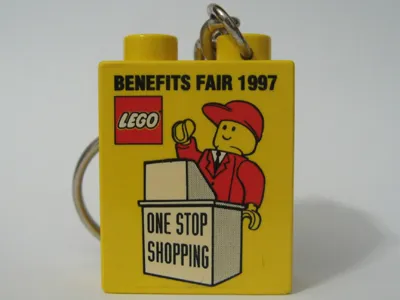 BENEFITS FAIR 1997
LEGO
ONE STOP
SHOPPING